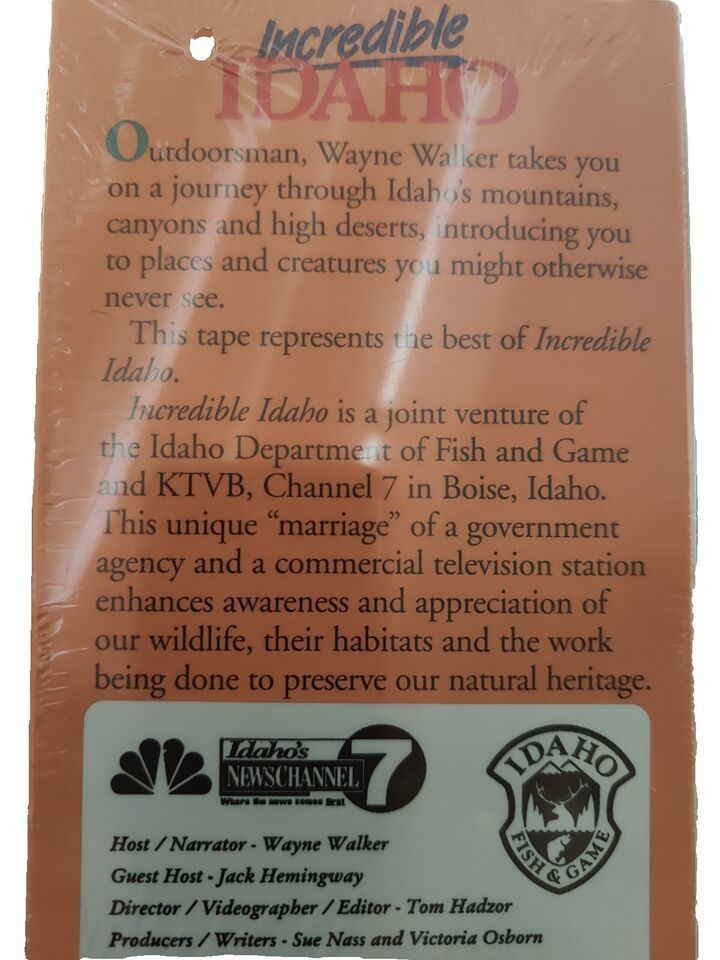 Incredible
IDAHO
Outdoorsman, Wayne Walker takes you
on a journey through Idaho's mountains,
canyons and high deserts, introducing you
to places and creatures you might otherwise
never see.
This tape represents the best of Incredible
Idaho.
Incredible Idaho is a joint venture of
the Idaho Department of Fish and Game
and KTVB, Channel 7 in Boise, Idaho.
This unique “marriage” of a government
agency and a commercial television station
enhances awareness and appreciation of
our wildlife, their habitats and the work
being done to preserve our natural heritage.
Idaho's
NEWSCHANNEL 7
Where the news comes first
IDAHO
FISH & GAME
Host / Narrator - Wayne Walker
Guest Host - Jack Hemingway
Director / Videographer / Editor - Tom Hadzor
Producers / Writers - Sue Nass and Victoria Osborn